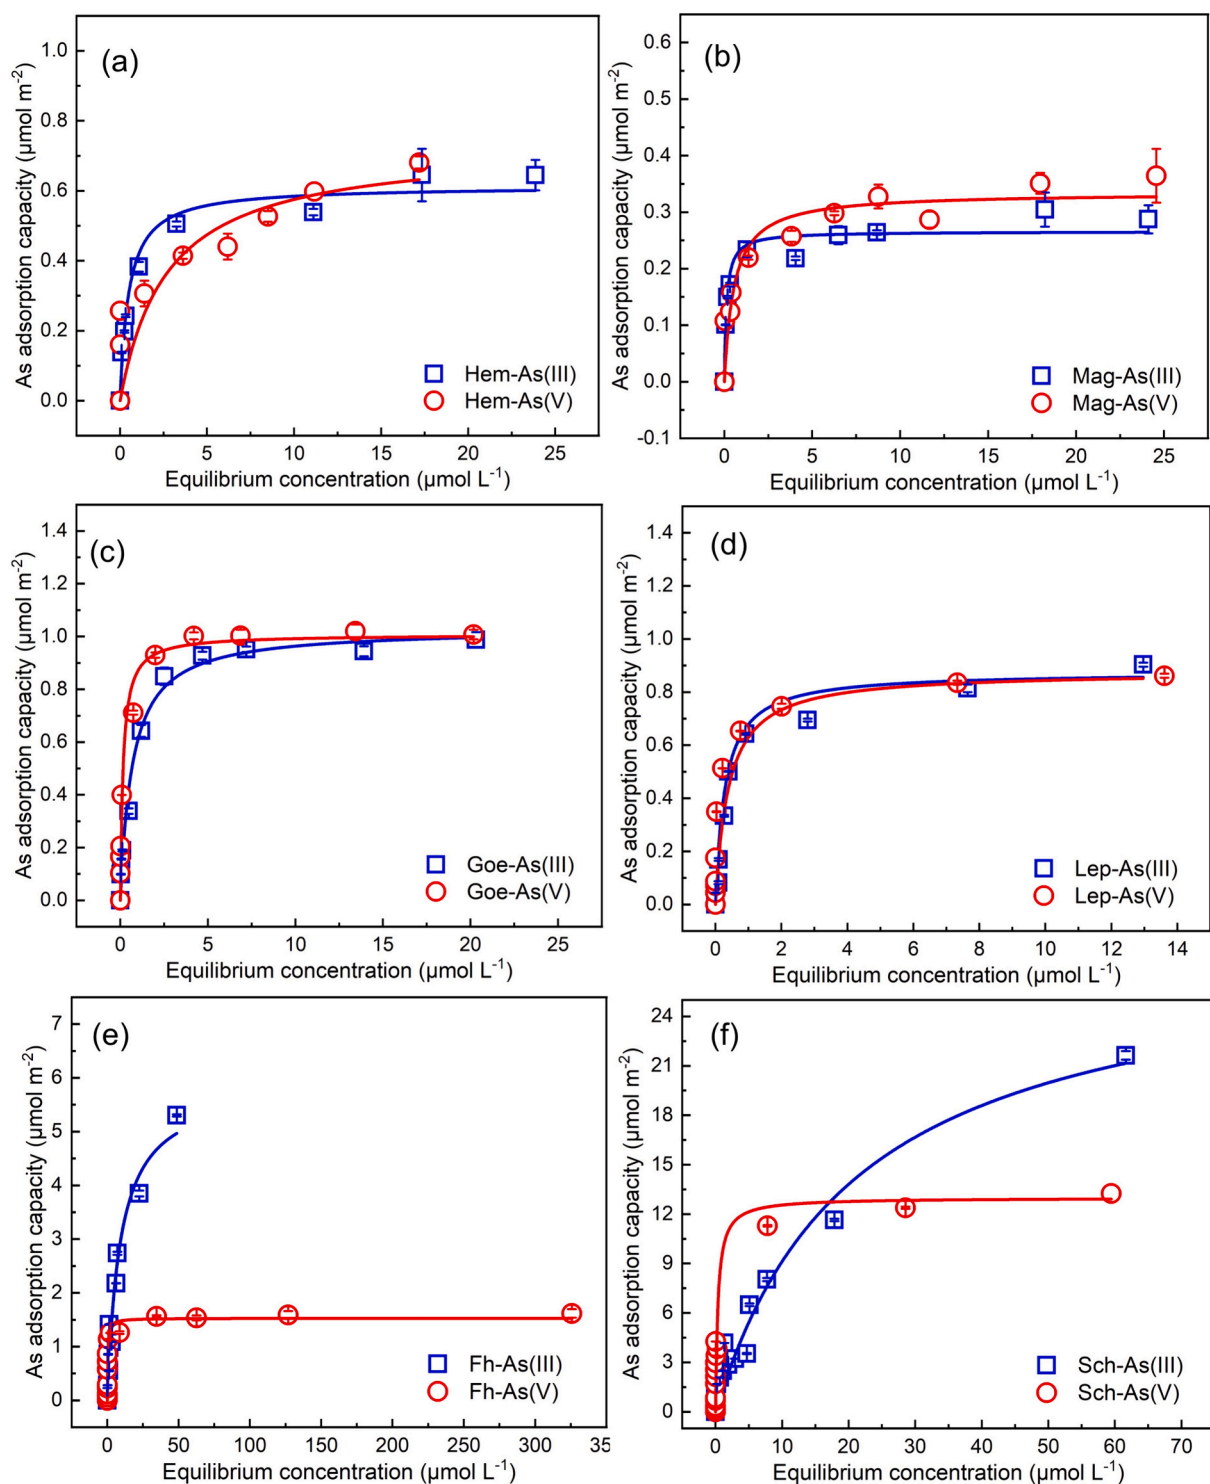 (a)
As adsorption capacity (µmol m-2)
1.0
0.8
0.6
0.4
0.2
0.0
Hem-As(III)
Hem-As(V)
0 5 10 15 20 25
Equilibrium concentration (µmol L-1)
(b)
As adsorption capacity (µmol m-2)
0.6
0.5
0.4
0.3
0.2
0.1
0.0
-0.1
Mag-As(III)
Mag-As(V)
0 5 10 15 20 25
Equilibrium concentration (µmol L-1)
(c)
As adsorption capacity (µmol m-2)
1.4
1.2
1.0
0.8
0.6
0.4
0.2
0.0
Goe-As(III)
Goe-As(V)
0 5 10 15 20 25
Equilibrium concentration (µmol L-1)
(d)
As adsorption capacity (µmol m-2)
1.4
1.2
1.0
0.8
0.6
0.4
0.2
0.0
Lep-As(III)
Lep-As(V)
0 2 4 6 8 10 12 14
Equilibrium concentration (µmol L-1)
(e)
As adsorption capacity (µmol m-2)
7
6
5
4
3
2
1
0
Fh-As(III)
Fh-As(V)
0 50 100 150 200 250 300 35
Equilibrium concentration (µmol L-1)
(f)
As adsorption capacity (µmol m-2)
24
21
18
15
12
9
6
3
0
Sch-As(III)
Sch-As(V)
0 10 20 30 40 50 60 70
Equilibrium concentration (µmol L-1)